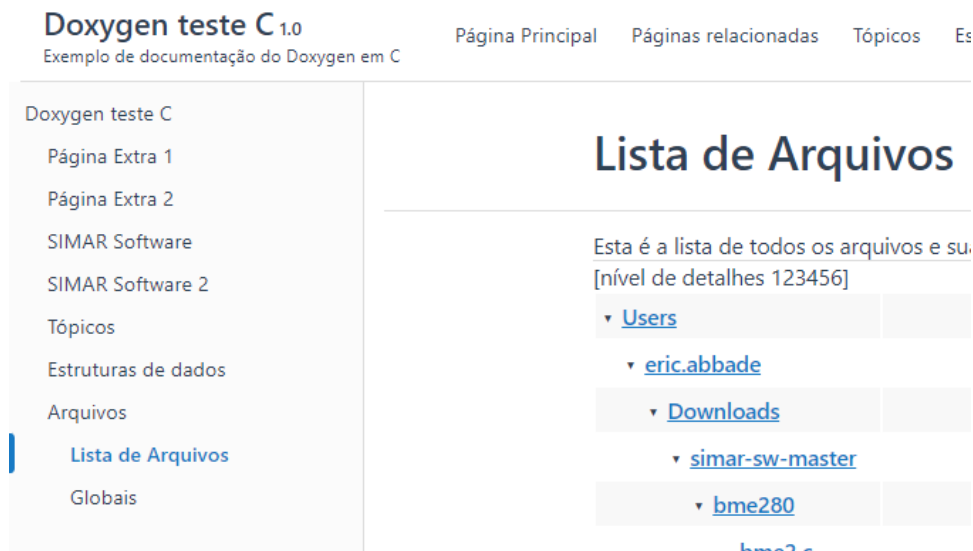 Doxygen teste C 1.0
Exemplo de documentação do Doxygen em C
Página Principal Páginas relacionadas Tópicos Es
Doxygen teste C
Página Extra 1
Página Extra 2
SIMAR Software
SIMAR Software 2
Tópicos
Estruturas de dados
Arquivos
Lista de Arquivos
Globais
Lista de Arquivos
Esta é a lista de todos os arquivos e sua
[nível de detalhes 123456]
Users
eric.abbade
Downloads
simar-sw-master
bme280
bme2.c